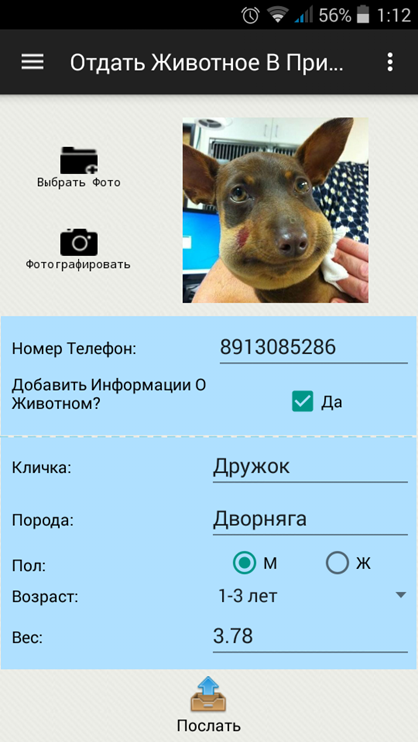 56% 1:12
Отдать Животное В При...
Выбрать Фото
Фотографировать
Номер Телефон: 8913085286
Добавить Информации О
Животном?
Да
Кличка: Дружок
Порода: Дворняга
Пол: М Ж
Возраст: 1-3 лет
Вес: 3.78
Послать